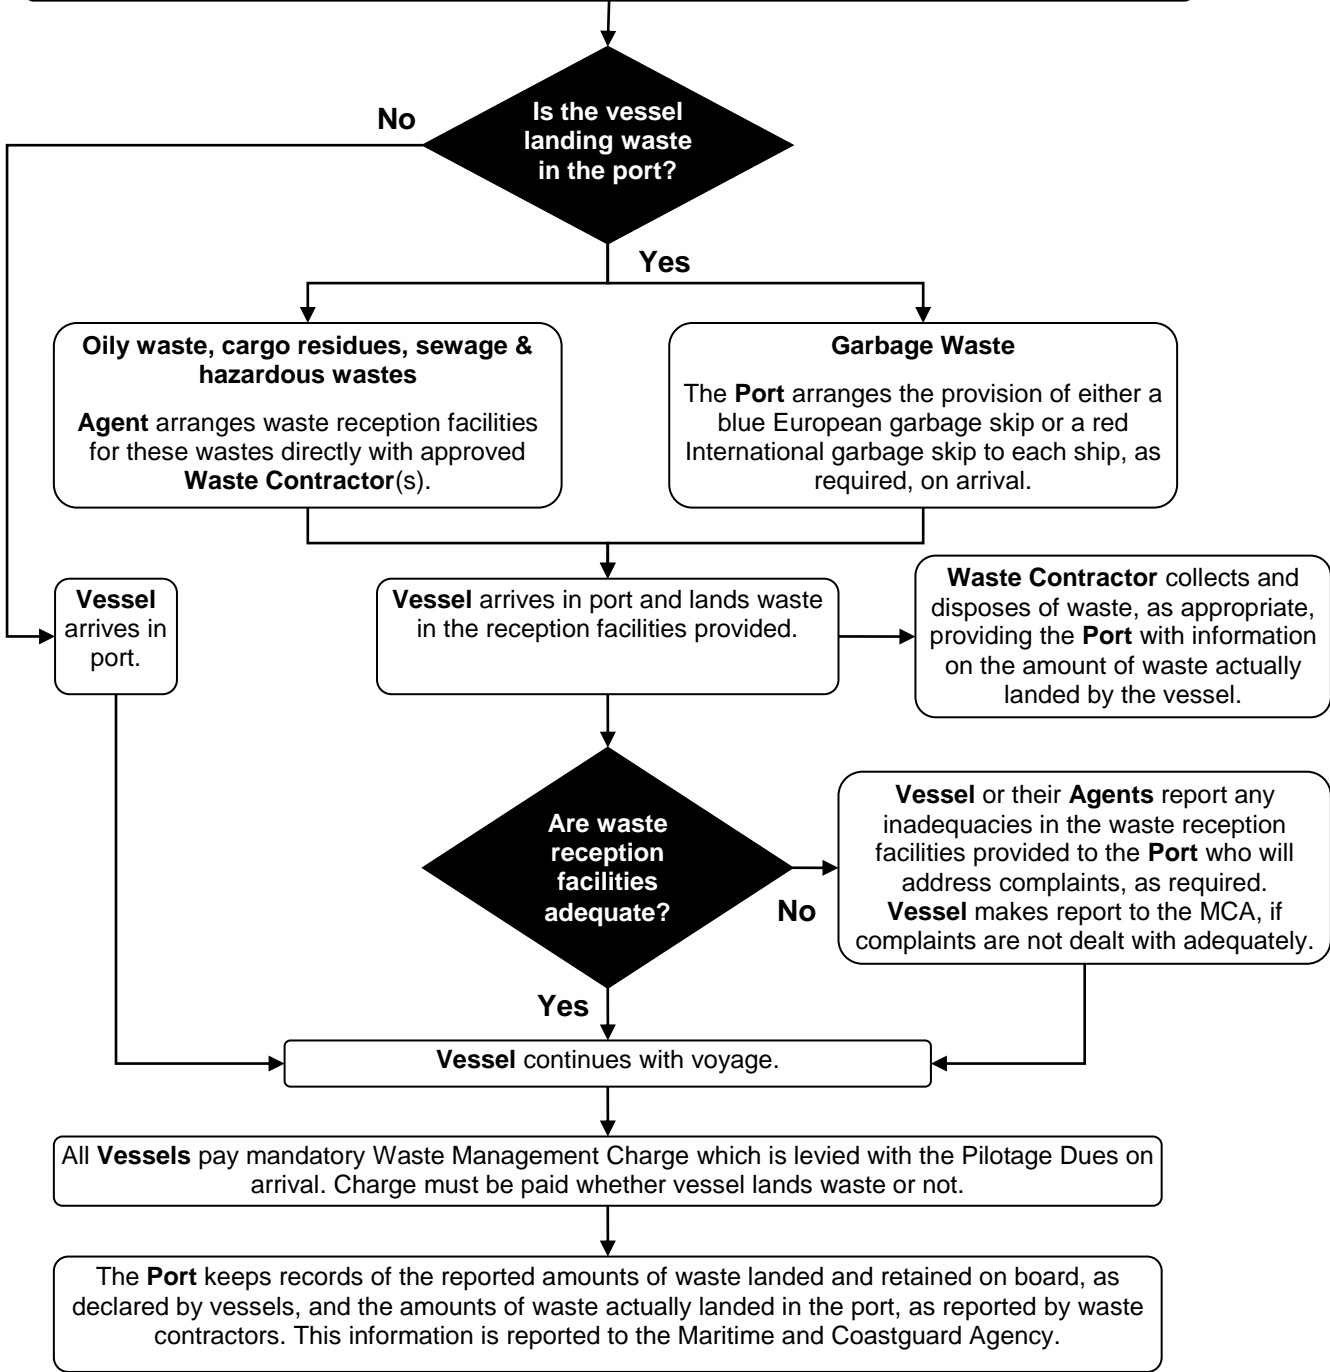 Is the vessel
landing waste
in the port?
No
Yes
Oily waste, cargo residues, sewage &
hazardous wastes
Agent arranges waste reception facilities
for these wastes directly with approved
Waste Contractor(s).
Garbage Waste
The Port arranges the provision of either a
blue European garbage skip or a red
International garbage skip to each ship, as
required, on arrival.
Vessel
arrives in
port.
Vessel arrives in port and lands waste
in the reception facilities provided.
Waste Contractor collects and
disposes of waste, as appropriate,
providing the Port with information
on the amount of waste actually
landed by the vessel.
Are waste
reception
facilities
adequate?
No
Vessel or their Agents report any
inadequacies in the waste reception
facilities provided to the Port who will
address complaints, as required.
Vessel makes report to the MCA, if
complaints are not dealt with adequately.
Yes
Vessel continues with voyage.
All Vessels pay mandatory Waste Management Charge which is levied with the Pilotage Dues on
arrival. Charge must be paid whether vessel lands waste or not.
The Port keeps records of the reported amounts of waste landed and retained on board, as
declared by vessels, and the amounts of waste actually landed in the port, as reported by waste
contractors. This information is reported to the Maritime and Coastguard Agency.